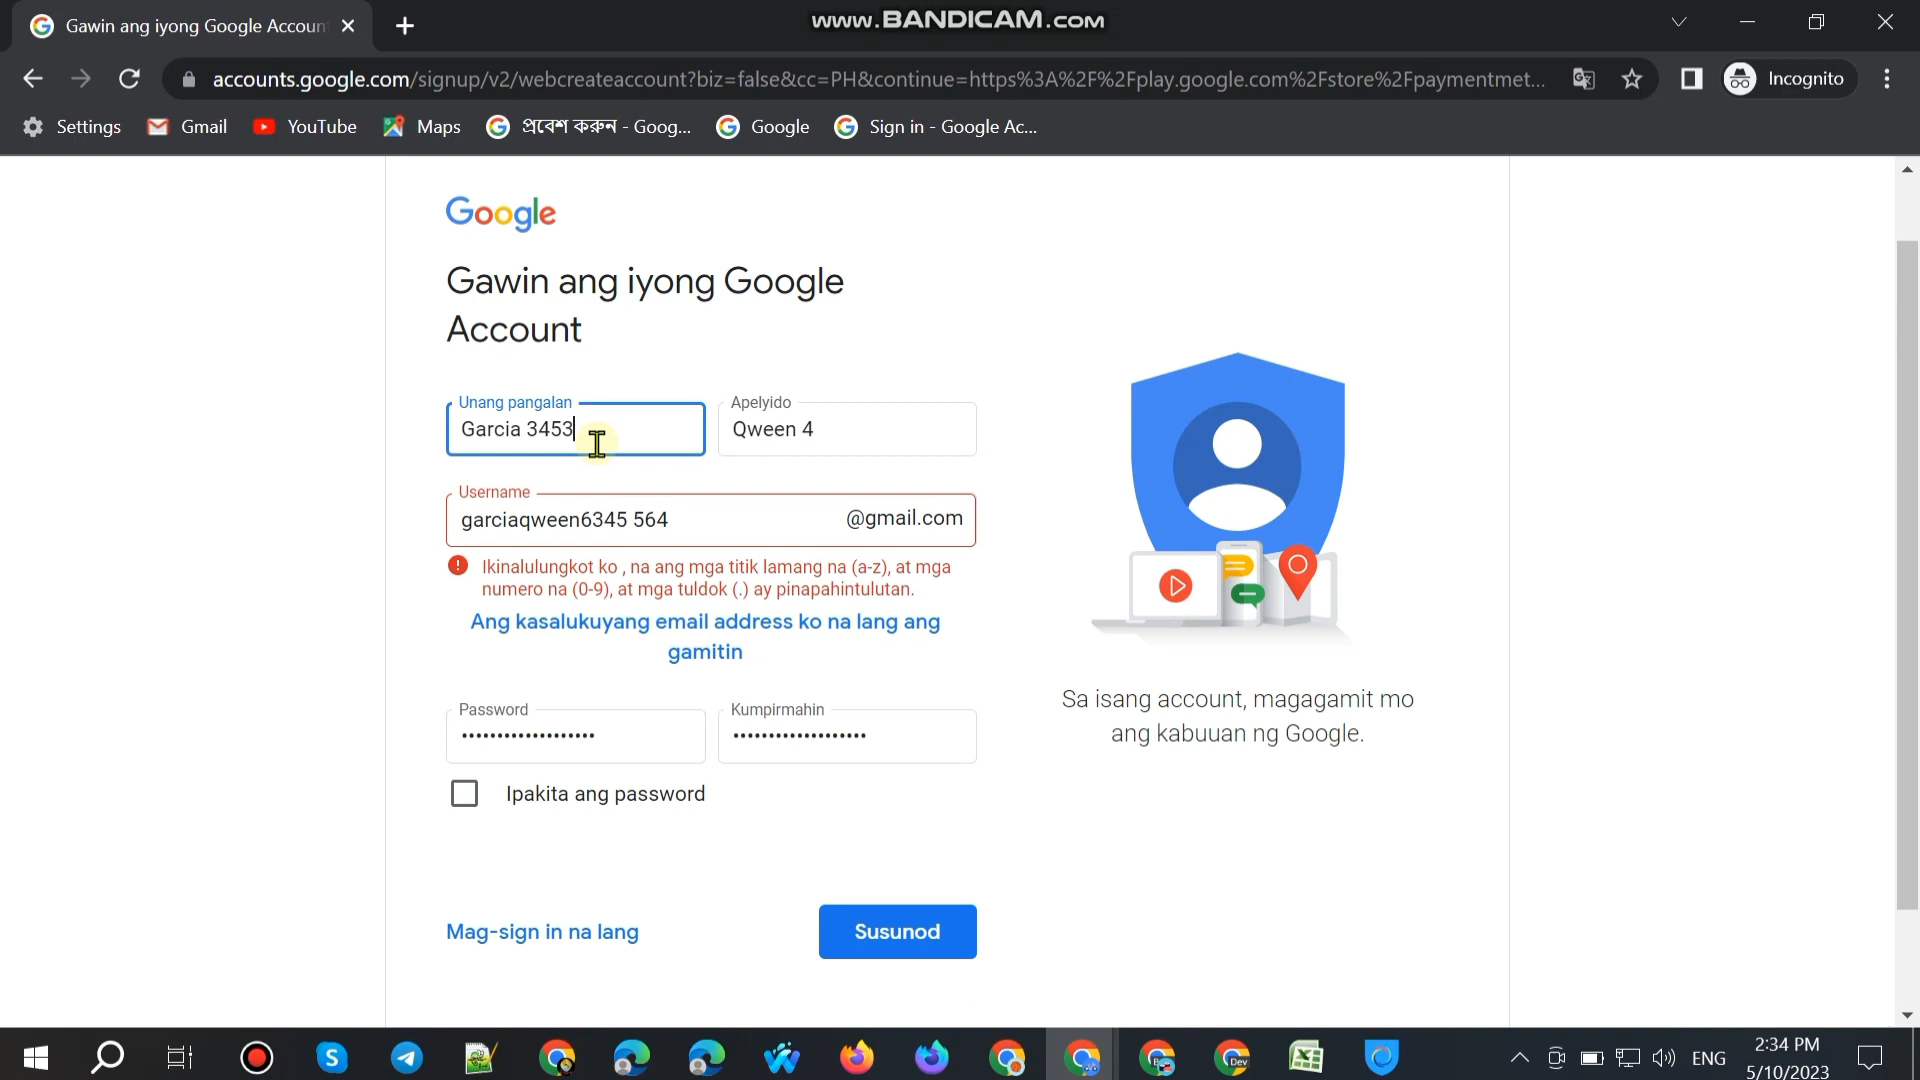 Gawin ang iyong Google Accoun
www.BANDICAM.com
accounts.google.com/signup/v2/webcreateaccount?biz=false&cc=PH&continue=https%3A%2F%2Fplay.google.com%2Fstore%2Fpaymentmet...
Incognito
Settings
Gmail
YouTube
Maps
প্রবেশ করুন - Goog...
Google
Sign in - Google Ac...
Google
Gawin ang iyong Google
Account
Unang pangalan
Apelyido
Garcia 3453
Qween 4
Username
garciaqween6345 564
@gmail.com
Ikinalulungkot ko , na ang mga titik lamang na (a-z), at mga
numero na (0-9), at mga tuldok (.) ay pinapahintulutan.
Ang kasalukuyang email address ko na lang ang
gamitin
Password
Kumpirmahin
Ipakita ang password
Sa isang account, magagamit mo
ang kabuuan ng Google.
Mag-sign in na lang
Susunod
ENG
2:34 PM
5/10/2023